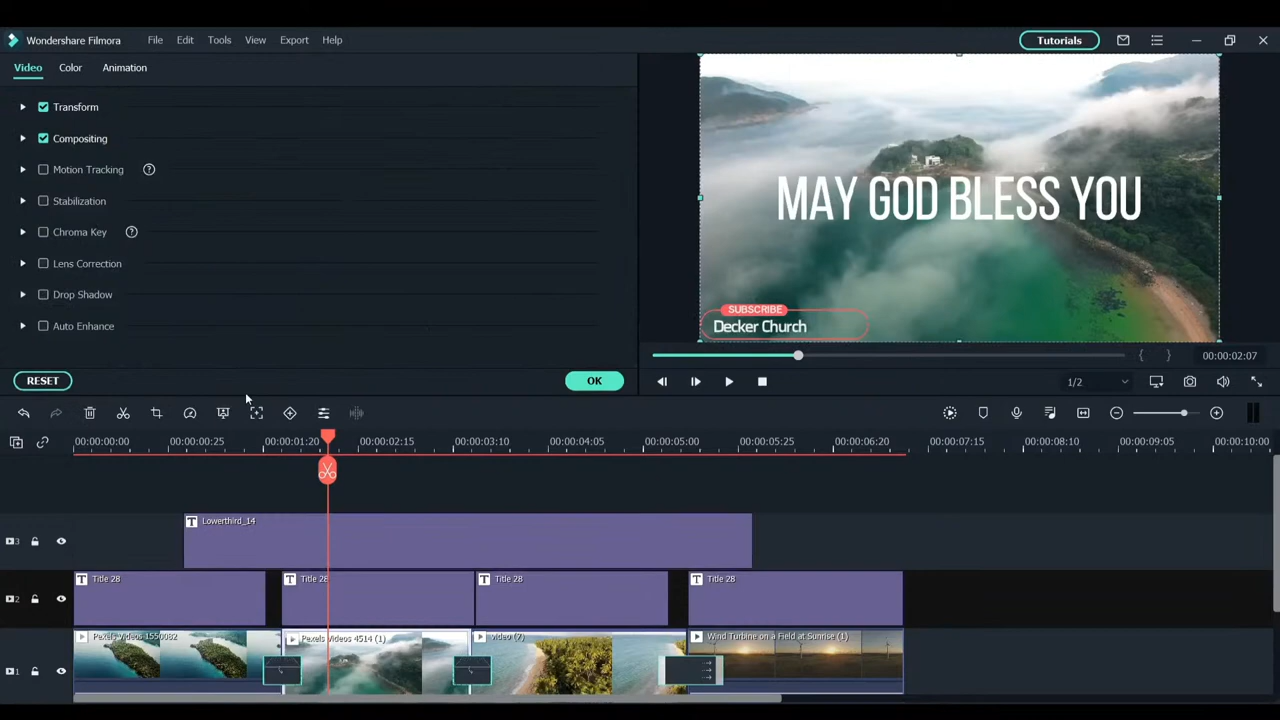 Wondershare Filmora File Edit Tools View Export Help Tutorials
Video Color Animation
Transform
Compositing
Motion Tracking ?
Stabilization
Chroma Key ?
Lens Correction
Drop Shadow
Auto Enhance
RESET OK
MAY GOD BLESS YOU
SUBSCRIBE
Decker Church
{ } 00:00:02:07
1/2
00:00:00:00 00:00:00:25 00:00:01:20 00:00:02:15 00:00:03:10 00:00:04:05 00:00:05:00 00:00:05:25 00:00:06:20 00:00:07:15 00:00:08:10 00:00:09:05 00:00:10:00
3 T Lowerthird_14
2 T Title 28 T Title 28 T Title 28 T Title 28
1 Pexels Videos 1550082 Pexels Videos 4514 (1) video (7) Wind Turbine on a Field at Sunrise (1)